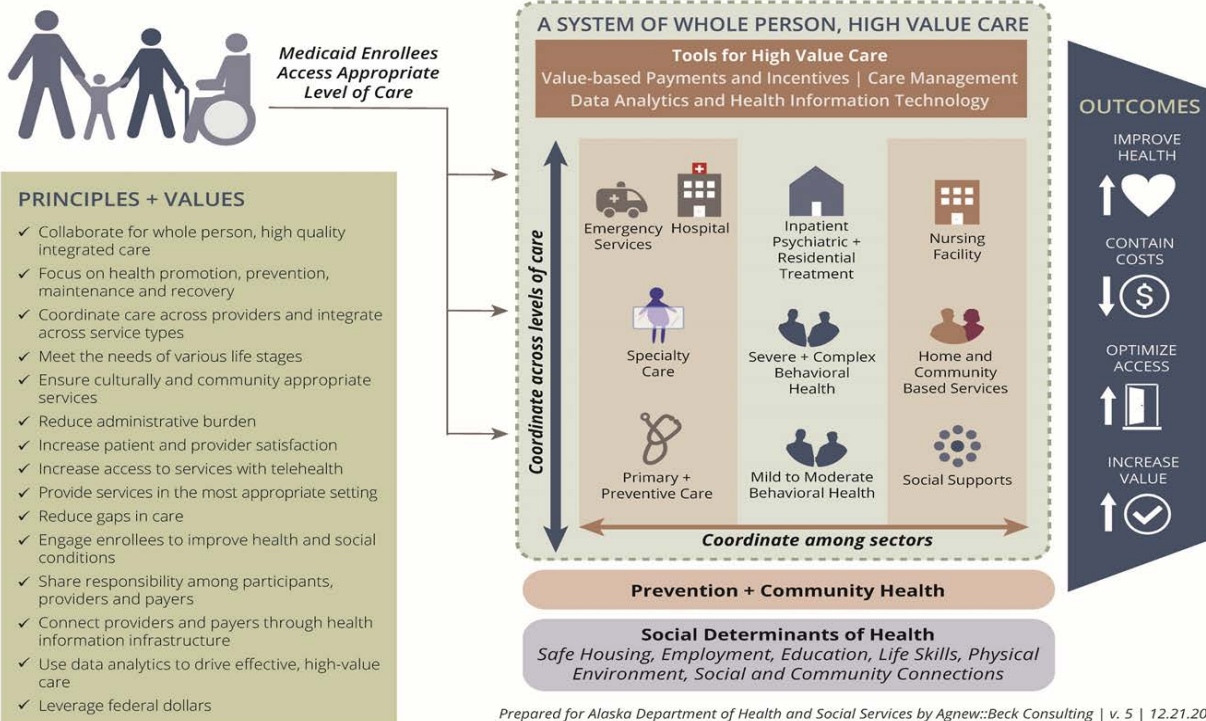 Medicaid Enrollees
Access Appropriate
Level of Care
PRINCIPLES + VALUES
✓ Collaborate for whole person, high quality
integrated care
✓ Focus on health promotion, prevention,
maintenance and recovery
✓ Coordinate care across providers and integrate
across service types
✓ Meet the needs of various life stages
✓ Ensure culturally and community appropriate
services
✓ Reduce administrative burden
✓ Increase patient and provider satisfaction
✓ Increase access to services with telehealth
✓ Provide services in the most appropriate setting
✓ Reduce gaps in care
✓ Engage enrollees to improve health and social
conditions
✓ Share responsibility among participants,
providers and payers
✓ Connect providers and payers through health
information infrastructure
✓ Use data analytics to drive effective, high-value
care
✓ Leverage federal dollars
A SYSTEM OF WHOLE PERSON, HIGH VALUE CARE
Tools for High Value Care
Value-based Payments and Incentives | Care Management
Data Analytics and Health Information Technology
Coordinate across levels of care
Emergency
Services
Hospital
Inpatient
Psychiatric +
Residential
Treatment
Nursing
Facility
Specialty
Care
Severe + Complex
Behavioral
Health
Home and
Community
Based Services
Primary +
Preventive Care
Mild to Moderate
Behavioral Health
Social Supports
Coordinate among sectors
Prevention + Community Health
Social Determinants of Health
Safe Housing, Employment, Education, Life Skills, Physical
Environment, Social and Community Connections
OUTCOMES
IMPROVE
HEALTH
CONTAIN
COSTS
$
OPTIMIZE
ACCESS
INCREASE
VALUE
Prepared for Alaska Department of Health and Social Services by Agnew::Beck Consulting | v. 5 | 12.21.20